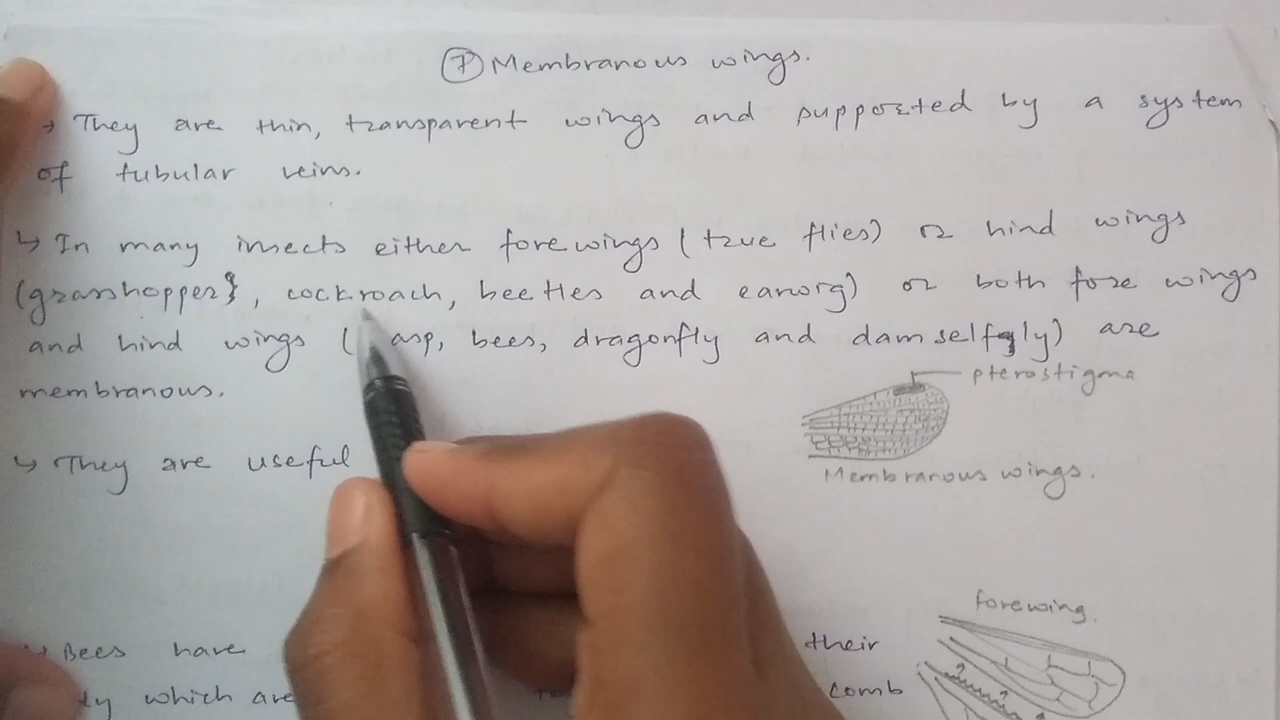 7 Membranous wings.
→ They are thin, transparent wings and supported by a system
of tubular veins.
↳ In many insects either forewings (true flies) or hind wings
(grasshopper}, cockroach, beetles and earwig) or both fore wings
and hind wings ( asp, bees, dragonfly and damselfly) are
membranous.
pterostigma
Membranous wings.
↳ They are useful
forewing.
Bees have their
which are comb